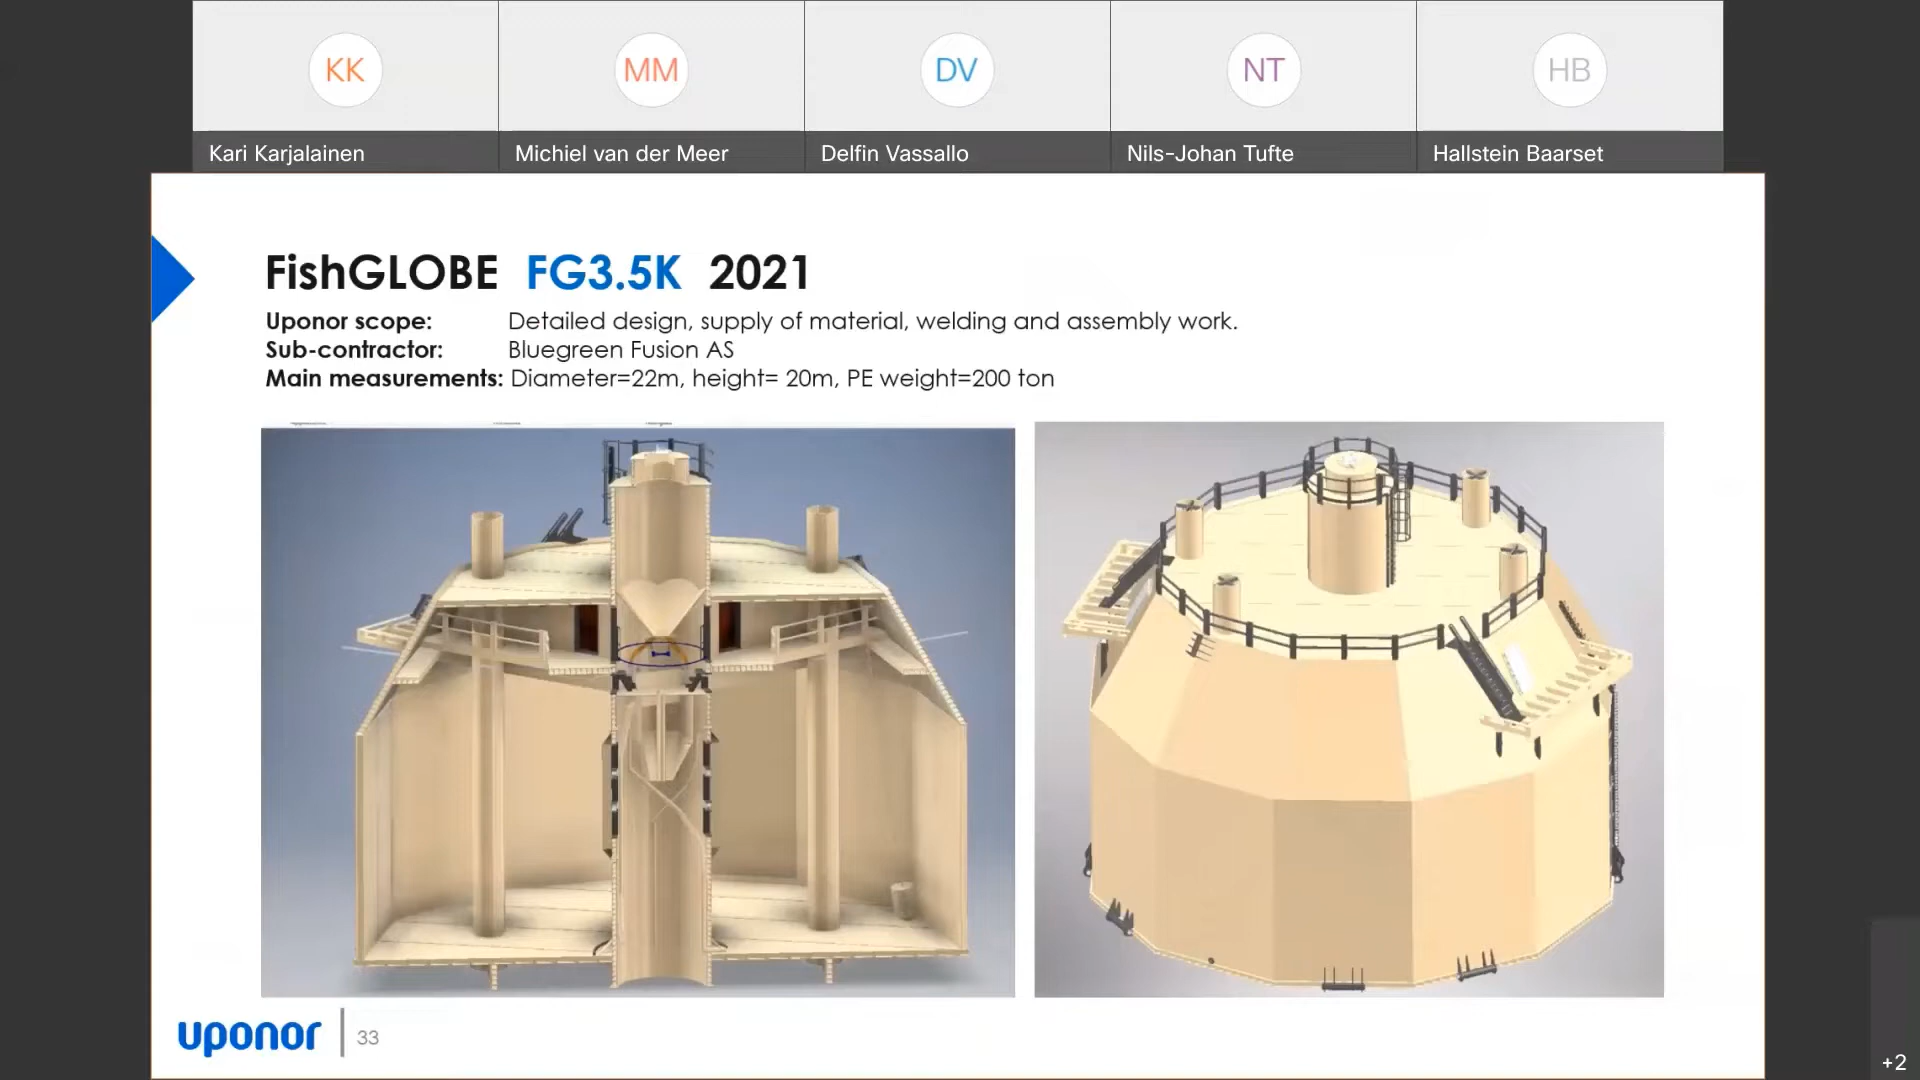 KK
MM
DV
NT
HB
Kari Karjalainen
Michiel van der Meer
Delfin Vassallo
Nils-Johan Tufte
Hallstein Baarset
FishGLOBE FG3.5K 2021
Uponor scope: Detailed design, supply of material, welding and assembly work.
Sub-contractor: Bluegreen Fusion AS
Main measurements: Diameter=22m, height= 20m, PE weight=200 ton
uponor
33
+2